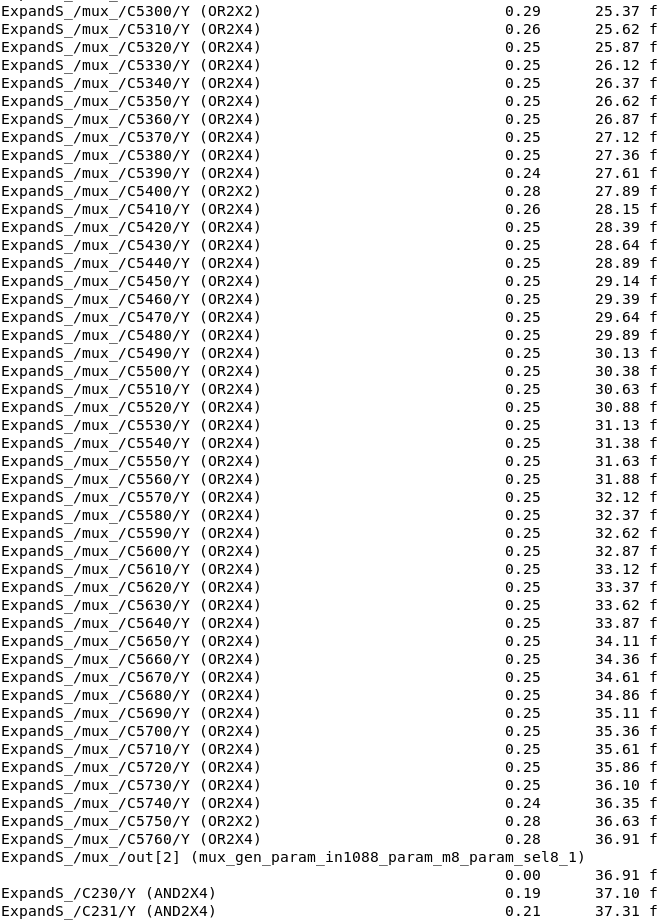 ExpandS_/mux_/C5300/Y (OR2X2) 0.29 25.37 f
ExpandS_/mux_/C5310/Y (OR2X4) 0.26 25.62 f
ExpandS_/mux_/C5320/Y (OR2X4) 0.25 25.87 f
ExpandS_/mux_/C5330/Y (OR2X4) 0.25 26.12 f
ExpandS_/mux_/C5340/Y (OR2X4) 0.25 26.37 f
ExpandS_/mux_/C5350/Y (OR2X4) 0.25 26.62 f
ExpandS_/mux_/C5360/Y (OR2X4) 0.25 26.87 f
ExpandS_/mux_/C5370/Y (OR2X4) 0.25 27.12 f
ExpandS_/mux_/C5380/Y (OR2X4) 0.25 27.36 f
ExpandS_/mux_/C5390/Y (OR2X4) 0.24 27.61 f
ExpandS_/mux_/C5400/Y (OR2X2) 0.28 27.89 f
ExpandS_/mux_/C5410/Y (OR2X4) 0.26 28.15 f
ExpandS_/mux_/C5420/Y (OR2X4) 0.25 28.39 f
ExpandS_/mux_/C5430/Y (OR2X4) 0.25 28.64 f
ExpandS_/mux_/C5440/Y (OR2X4) 0.25 28.89 f
ExpandS_/mux_/C5450/Y (OR2X4) 0.25 29.14 f
ExpandS_/mux_/C5460/Y (OR2X4) 0.25 29.39 f
ExpandS_/mux_/C5470/Y (OR2X4) 0.25 29.64 f
ExpandS_/mux_/C5480/Y (OR2X4) 0.25 29.89 f
ExpandS_/mux_/C5490/Y (OR2X4) 0.25 30.13 f
ExpandS_/mux_/C5500/Y (OR2X4) 0.25 30.38 f
ExpandS_/mux_/C5510/Y (OR2X4) 0.25 30.63 f
ExpandS_/mux_/C5520/Y (OR2X4) 0.25 30.88 f
ExpandS_/mux_/C5530/Y (OR2X4) 0.25 31.13 f
ExpandS_/mux_/C5540/Y (OR2X4) 0.25 31.38 f
ExpandS_/mux_/C5550/Y (OR2X4) 0.25 31.63 f
ExpandS_/mux_/C5560/Y (OR2X4) 0.25 31.88 f
ExpandS_/mux_/C5570/Y (OR2X4) 0.25 32.12 f
ExpandS_/mux_/C5580/Y (OR2X4) 0.25 32.37 f
ExpandS_/mux_/C5590/Y (OR2X4) 0.25 32.62 f
ExpandS_/mux_/C5600/Y (OR2X4) 0.25 32.87 f
ExpandS_/mux_/C5610/Y (OR2X4) 0.25 33.12 f
ExpandS_/mux_/C5620/Y (OR2X4) 0.25 33.37 f
ExpandS_/mux_/C5630/Y (OR2X4) 0.25 33.62 f
ExpandS_/mux_/C5640/Y (OR2X4) 0.25 33.87 f
ExpandS_/mux_/C5650/Y (OR2X4) 0.25 34.11 f
ExpandS_/mux_/C5660/Y (OR2X4) 0.25 34.36 f
ExpandS_/mux_/C5670/Y (OR2X4) 0.25 34.61 f
ExpandS_/mux_/C5680/Y (OR2X4) 0.25 34.86 f
ExpandS_/mux_/C5690/Y (OR2X4) 0.25 35.11 f
ExpandS_/mux_/C5700/Y (OR2X4) 0.25 35.36 f
ExpandS_/mux_/C5710/Y (OR2X4) 0.25 35.61 f
ExpandS_/mux_/C5720/Y (OR2X4) 0.25 35.86 f
ExpandS_/mux_/C5730/Y (OR2X4) 0.25 36.10 f
ExpandS_/mux_/C5740/Y (OR2X4) 0.24 36.35 f
ExpandS_/mux_/C5750/Y (OR2X2) 0.28 36.63 f
ExpandS_/mux_/C5760/Y (OR2X4) 0.28 36.91 f
ExpandS_/mux_/out[2] (mux_gen_param_in1088_param_m8_param_sel8_1)
0.00 36.91 f
ExpandS_/C230/Y (AND2X4) 0.19 37.10 f
ExpandS_/C231/Y (AND2X4) 0.21 37.31 f